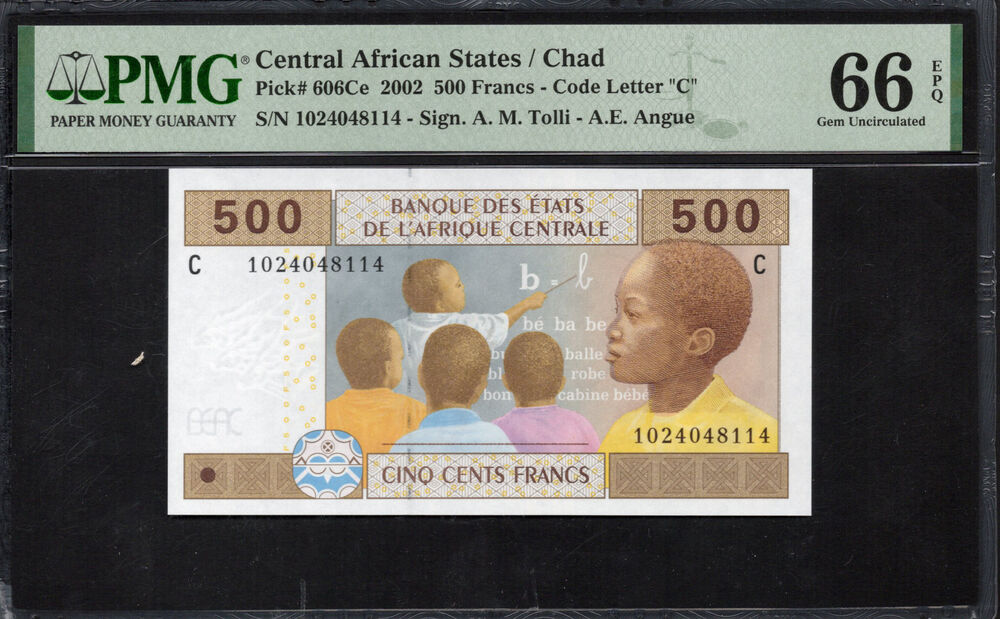 PMG®
PAPER MONEY GUARANTY
Central African States / Chad
Pick# 606Ce 2002 500 Francs - Code Letter "C"
S/N 1024048114 - Sign. A. M. Tolli - A.E. Angue
66 EPQ
Gem Uncirculated
500
BANQUE DES ÉTATS
DE L'AFRIQUE CENTRALE
500
C 1024048114
C
b = b
bé ba be
balle
robe
bon cabine bébé
BEAC
1024048114
CINQ CENTS FRANCS